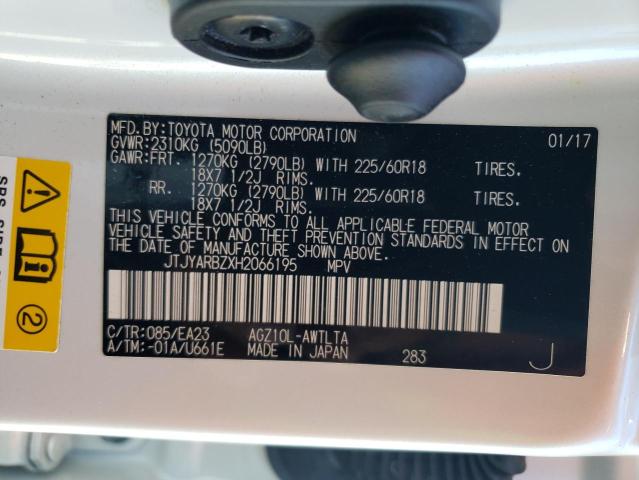 MFD.BY:TOYOTA MOTOR CORPORATION 01/17
GVWR:2310KG (5090LB)
GAWR:FRT. 1270KG (2790LB) WITH 225/60R18 TIRES.
18X7 1/2J RIMS.
RR. 1270KG (2790LB) WITH 225/60R18 TIRES.
18X7 1/2J RIMS.
THIS VEHICLE CONFORMS TO ALL APPLICABLE FEDERAL MOTOR
VEHICLE SAFETY AND THEFT PREVENTION STANDARDS IN EFFECT ON
THE DATE OF MANUFACTURE SHOWN ABOVE.
JTJYARBZXH2066195 MPV
C/TR:085/EA23 AGZ10L-AWTLTA
A/TM:-01A/U661E MADE IN JAPAN 283 J
2